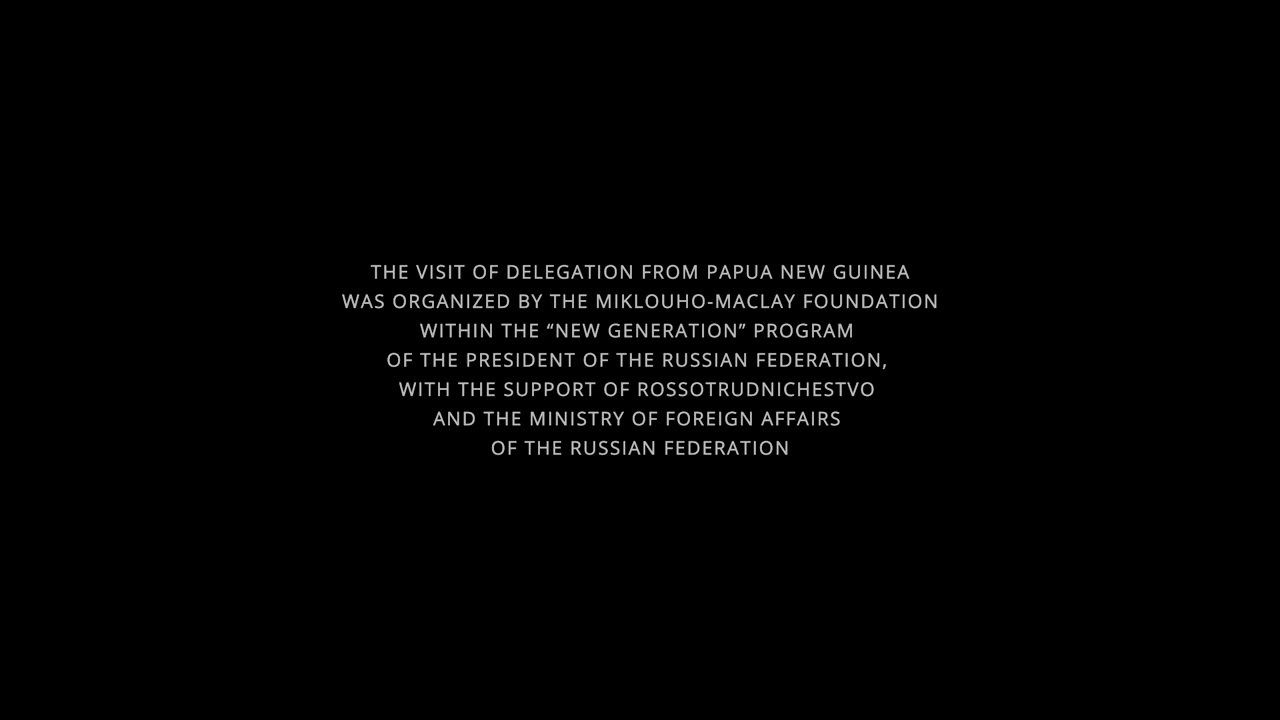 THE VISIT OF DELEGATION FROM PAPUA NEW GUINEA
WAS ORGANIZED BY THE MIKLOUHO-MACLAY FOUNDATION
WITHIN THE “NEW GENERATION” PROGRAM
OF THE PRESIDENT OF THE RUSSIAN FEDERATION,
WITH THE SUPPORT OF ROSSOTRUDNICHESTVO
AND THE MINISTRY OF FOREIGN AFFAIRS
OF THE RUSSIAN FEDERATION